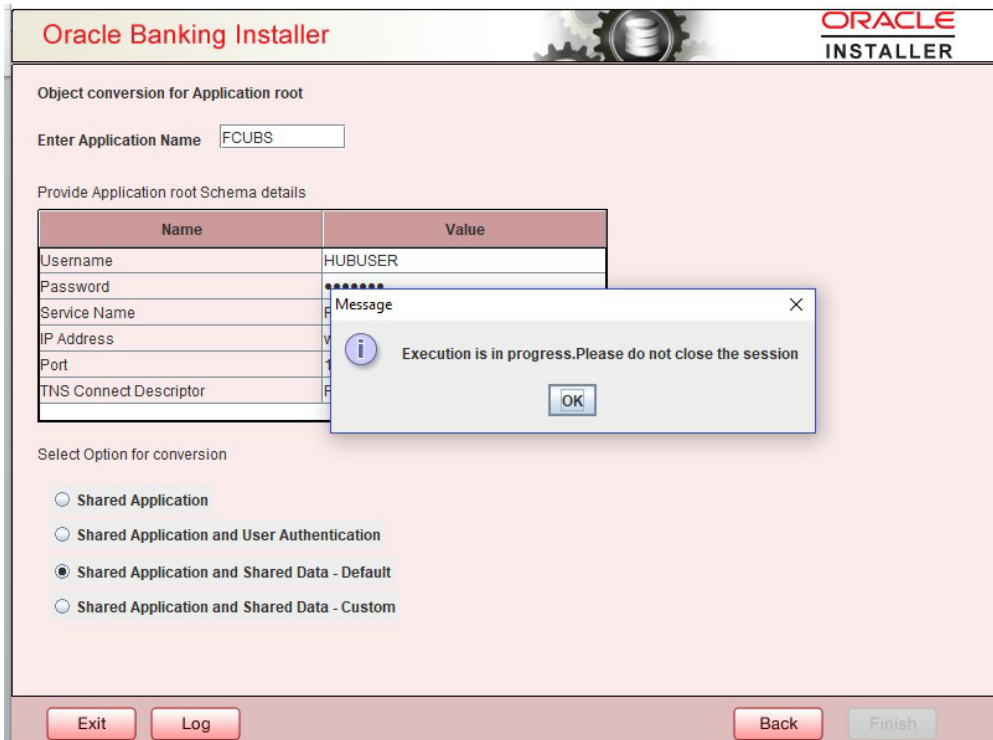 Oracle Banking Installer
ORACLE
INSTALLER
Object conversion for Application root
Enter Application Name FCUBS
Provide Application root Schema details
Name Value
Username HUBUSER
Password
Service Name
IP Address
Port
TNS Connect Descriptor
Message
Execution is in progress.Please do not close the session
OK
Select Option for conversion
Shared Application
Shared Application and User Authentication
Shared Application and Shared Data - Default
Shared Application and Shared Data - Custom
Exit Log Back Finish